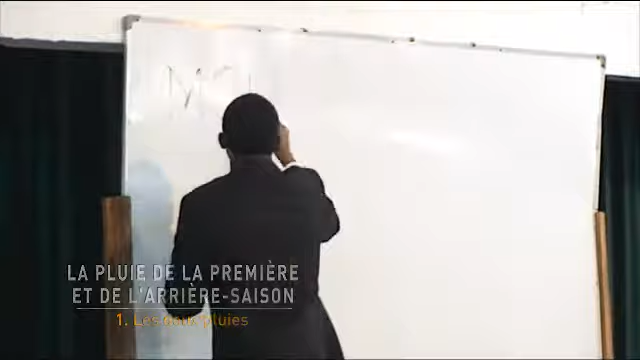 LA PLUIE DE LA PREMIÈRE
ET DE L'ARRIÈRE-SAISON
1. Les deux pluies